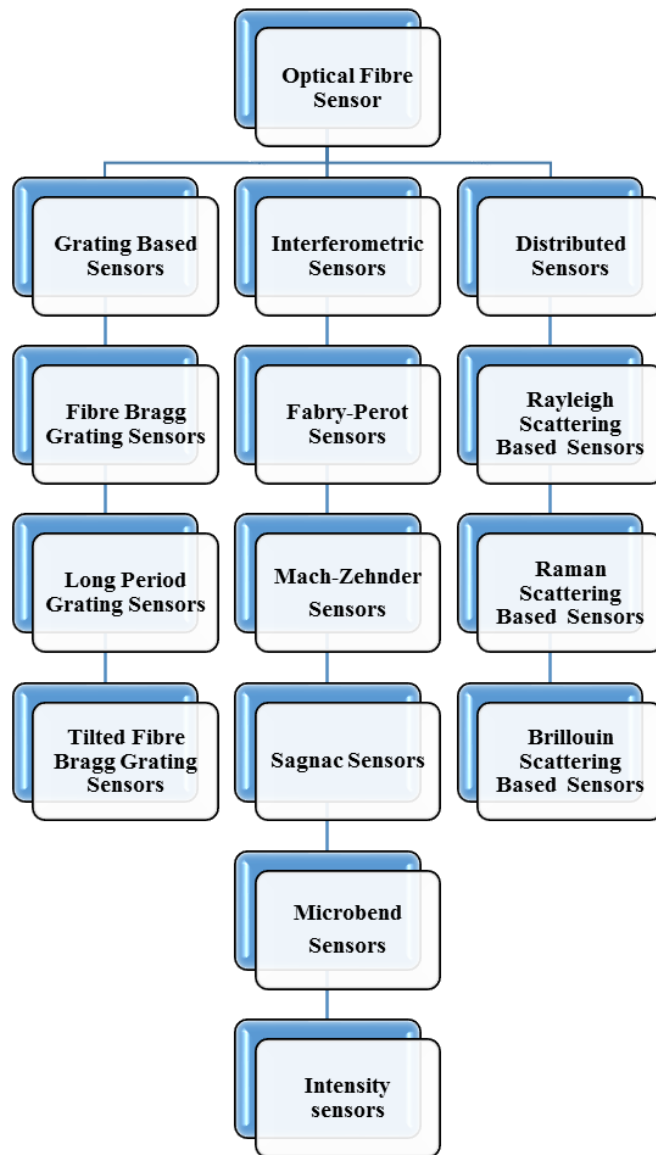 Optical Fibre
Sensor
Grating Based
Sensors
Interferometric
Sensors
Distributed
Sensors
Fibre Bragg
Grating Sensors
Fabry-Perot
Sensors
Rayleigh
Scattering
Based Sensors
Long Period
Grating Sensors
Mach-Zehnder
Sensors
Raman
Scattering
Based Sensors
Tilted Fibre
Bragg Grating
Sensors
Sagnac Sensors
Brillouin
Scattering
Based Sensors
Microbend
Sensors
Intensity
sensors